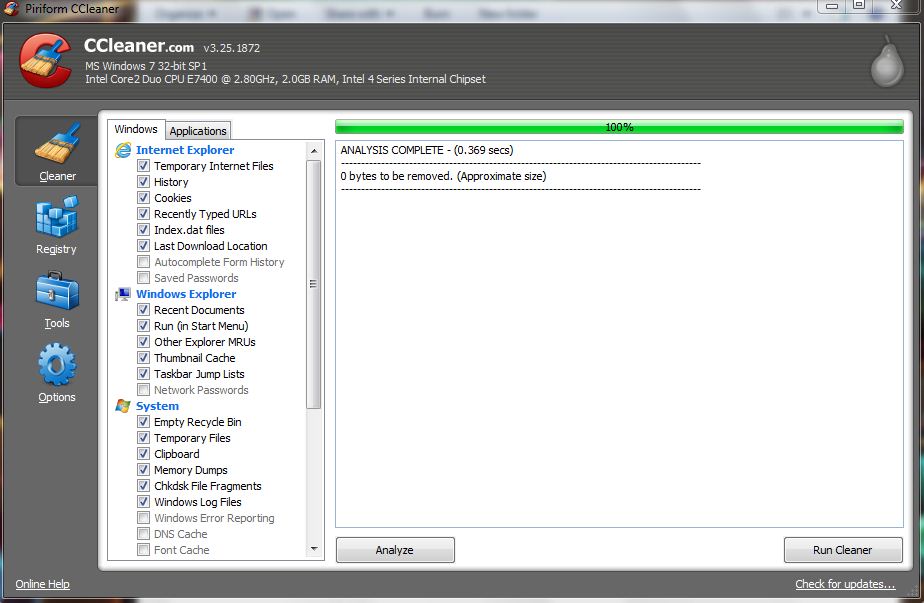 Piriform CCleaner
CCleaner.com v3.25.1872
MS Windows 7 32-bit SP1
Intel Core2 Duo CPU E7400 @ 2.80GHz, 2.0GB RAM, Intel 4 Series Internal Chipset
Cleaner
Registry
Tools
Options
Windows
Applications
Internet Explorer
Temporary Internet Files
History
Cookies
Recently Typed URLs
Index.dat files
Last Download Location
Autocomplete Form History
Saved Passwords
Windows Explorer
Recent Documents
Run (in Start Menu)
Other Explorer MRUs
Thumbnail Cache
Taskbar Jump Lists
Network Passwords
System
Empty Recycle Bin
Temporary Files
Clipboard
Memory Dumps
Chkdsk File Fragments
Windows Log Files
Windows Error Reporting
DNS Cache
Font Cache
100%
ANALYSIS COMPLETE - (0.369 secs)
0 bytes to be removed. (Approximate size)
Analyze
Run Cleaner
Online Help
Check for updates...